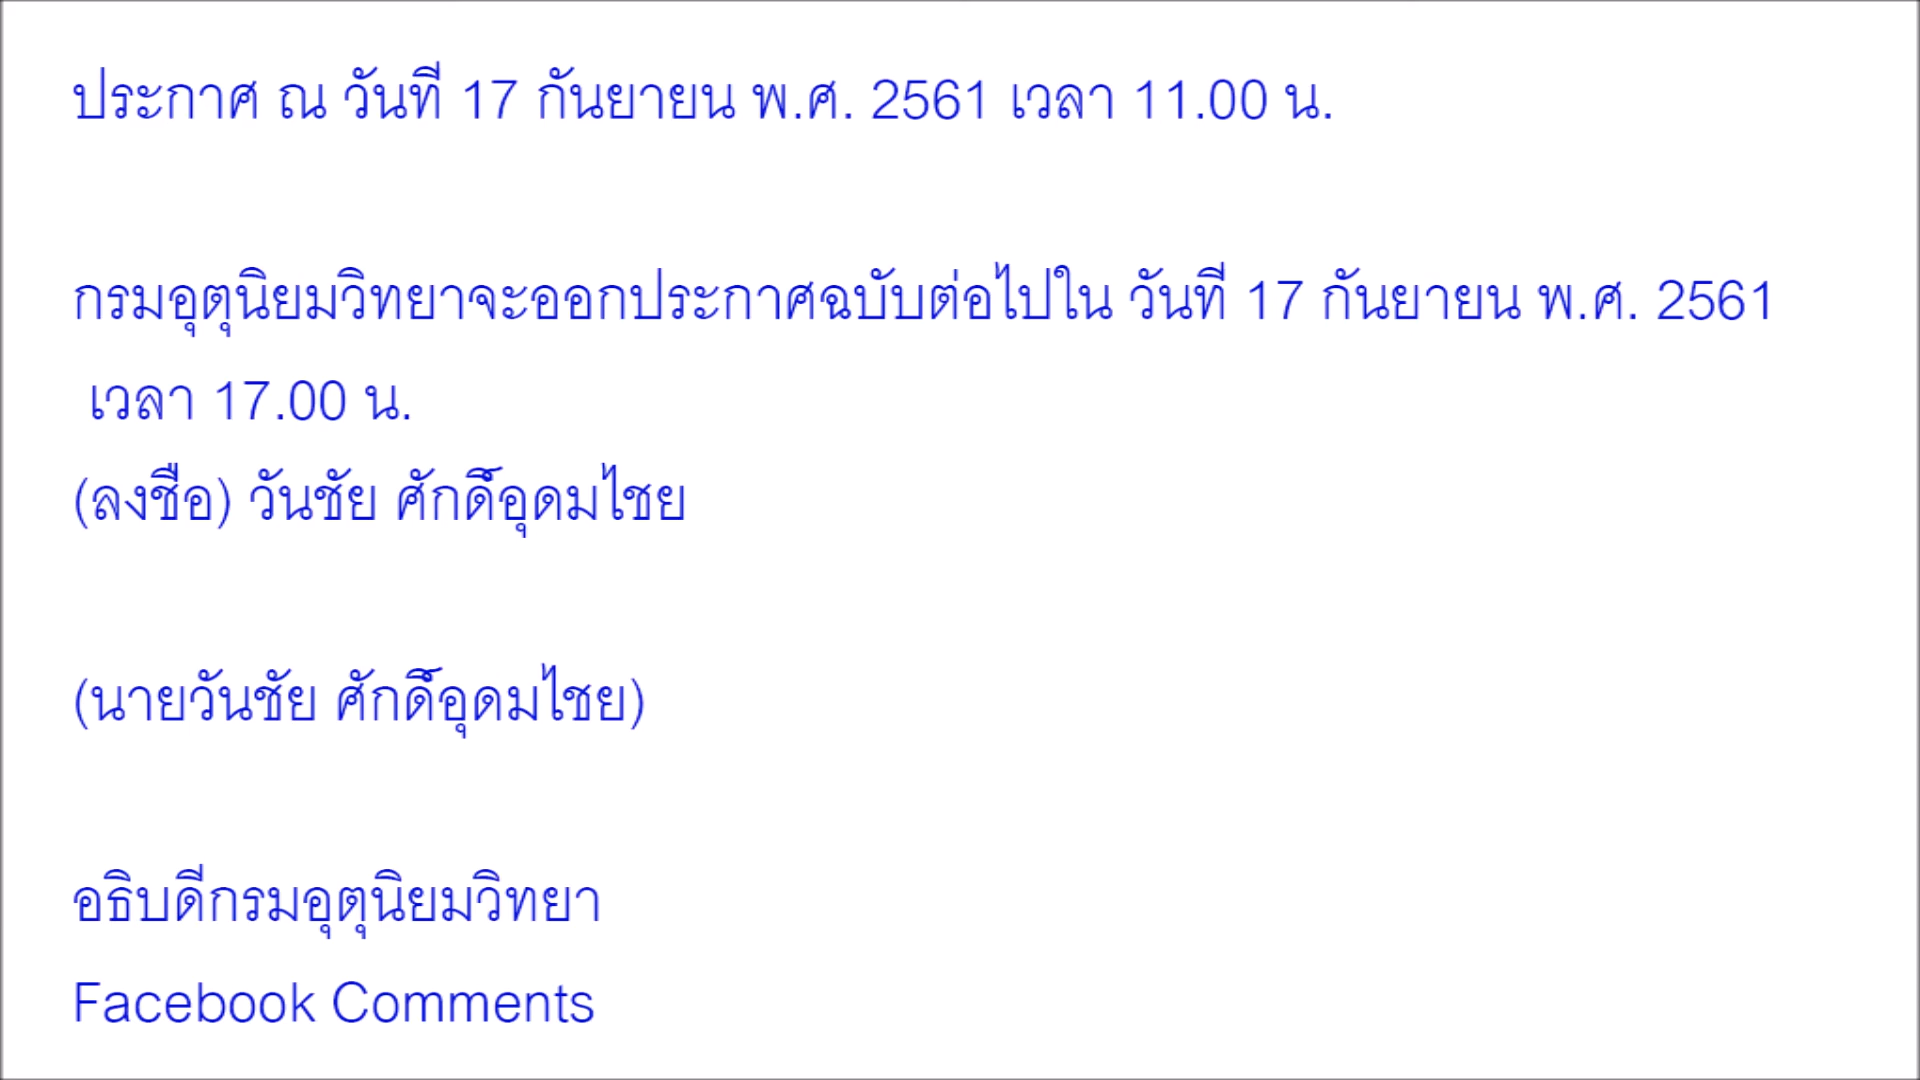 ประกาศ ณ วันที่ 17 กันยายน พ.ศ. 2561 เวลา 11.00 น.
กรมอุตุนิยมวิทยาจะออกประกาศฉบับต่อไปใน วันที่ 17 กันยายน พ.ศ. 2561
เวลา 17.00 น.
(ลงชื่อ) วันชัย ศักดิ์อุดมไชย
(นายวันชัย ศักดิ์อุดมไชย)
อธิบดีกรมอุตุนิยมวิทยา
Facebook Comments